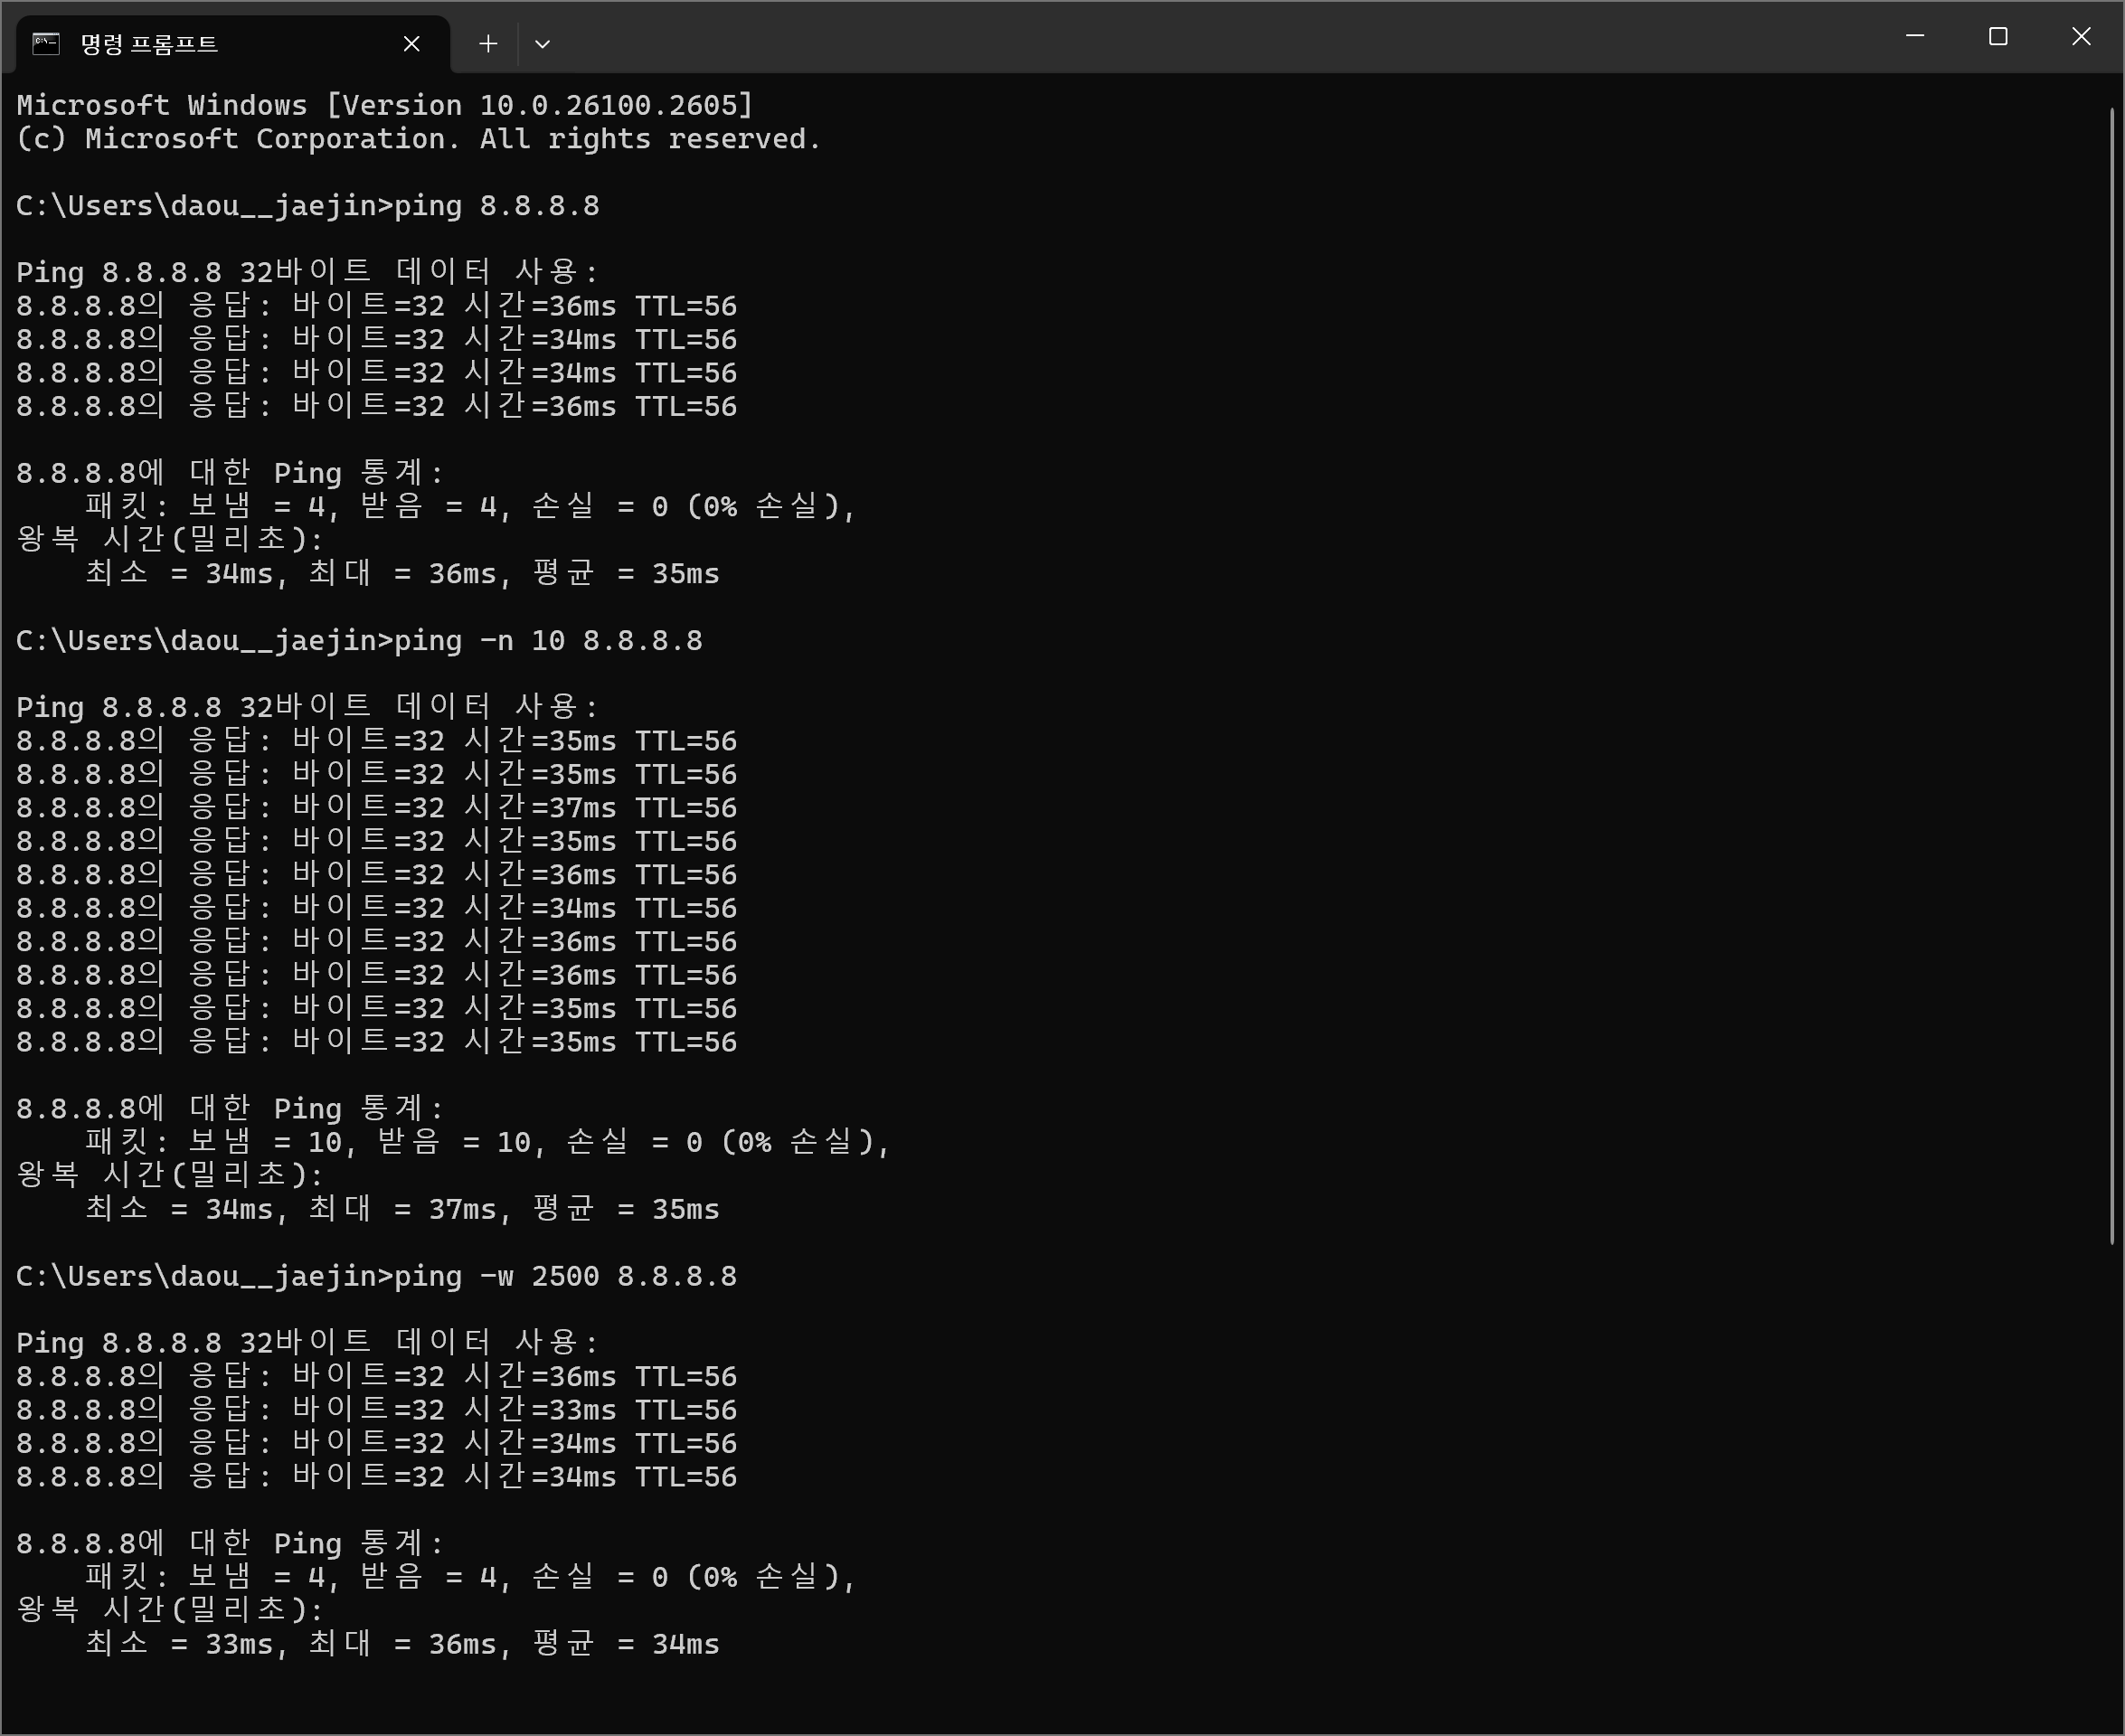 명령 프롬프트
Microsoft Windows [Version 10.0.26100.2605]
(c) Microsoft Corporation. All rights reserved.
C:\Users\daou__jaejin>ping 8.8.8.8
Ping 8.8.8.8 32바이트 데이터 사용:
8.8.8.8의 응답: 바이트=32 시간=36ms TTL=56
8.8.8.8의 응답: 바이트=32 시간=34ms TTL=56
8.8.8.8의 응답: 바이트=32 시간=34ms TTL=56
8.8.8.8의 응답: 바이트=32 시간=36ms TTL=56
8.8.8.8에 대한 Ping 통계:
    패킷: 보냄 = 4, 받음 = 4, 손실 = 0 (0% 손실),
왕복 시간(밀리초):
    최소 = 34ms, 최대 = 36ms, 평균 = 35ms
C:\Users\daou__jaejin>ping -n 10 8.8.8.8
Ping 8.8.8.8 32바이트 데이터 사용:
8.8.8.8의 응답: 바이트=32 시간=35ms TTL=56
8.8.8.8의 응답: 바이트=32 시간=35ms TTL=56
8.8.8.8의 응답: 바이트=32 시간=37ms TTL=56
8.8.8.8의 응답: 바이트=32 시간=35ms TTL=56
8.8.8.8의 응답: 바이트=32 시간=36ms TTL=56
8.8.8.8의 응답: 바이트=32 시간=34ms TTL=56
8.8.8.8의 응답: 바이트=32 시간=36ms TTL=56
8.8.8.8의 응답: 바이트=32 시간=36ms TTL=56
8.8.8.8의 응답: 바이트=32 시간=35ms TTL=56
8.8.8.8의 응답: 바이트=32 시간=35ms TTL=56
8.8.8.8에 대한 Ping 통계:
    패킷: 보냄 = 10, 받음 = 10, 손실 = 0 (0% 손실),
왕복 시간(밀리초):
    최소 = 34ms, 최대 = 37ms, 평균 = 35ms
C:\Users\daou__jaejin>ping -w 2500 8.8.8.8
Ping 8.8.8.8 32바이트 데이터 사용:
8.8.8.8의 응답: 바이트=32 시간=36ms TTL=56
8.8.8.8의 응답: 바이트=32 시간=33ms TTL=56
8.8.8.8의 응답: 바이트=32 시간=34ms TTL=56
8.8.8.8의 응답: 바이트=32 시간=34ms TTL=56
8.8.8.8에 대한 Ping 통계:
    패킷: 보냄 = 4, 받음 = 4, 손실 = 0 (0% 손실),
왕복 시간(밀리초):
    최소 = 33ms, 최대 = 36ms, 평균 = 34ms